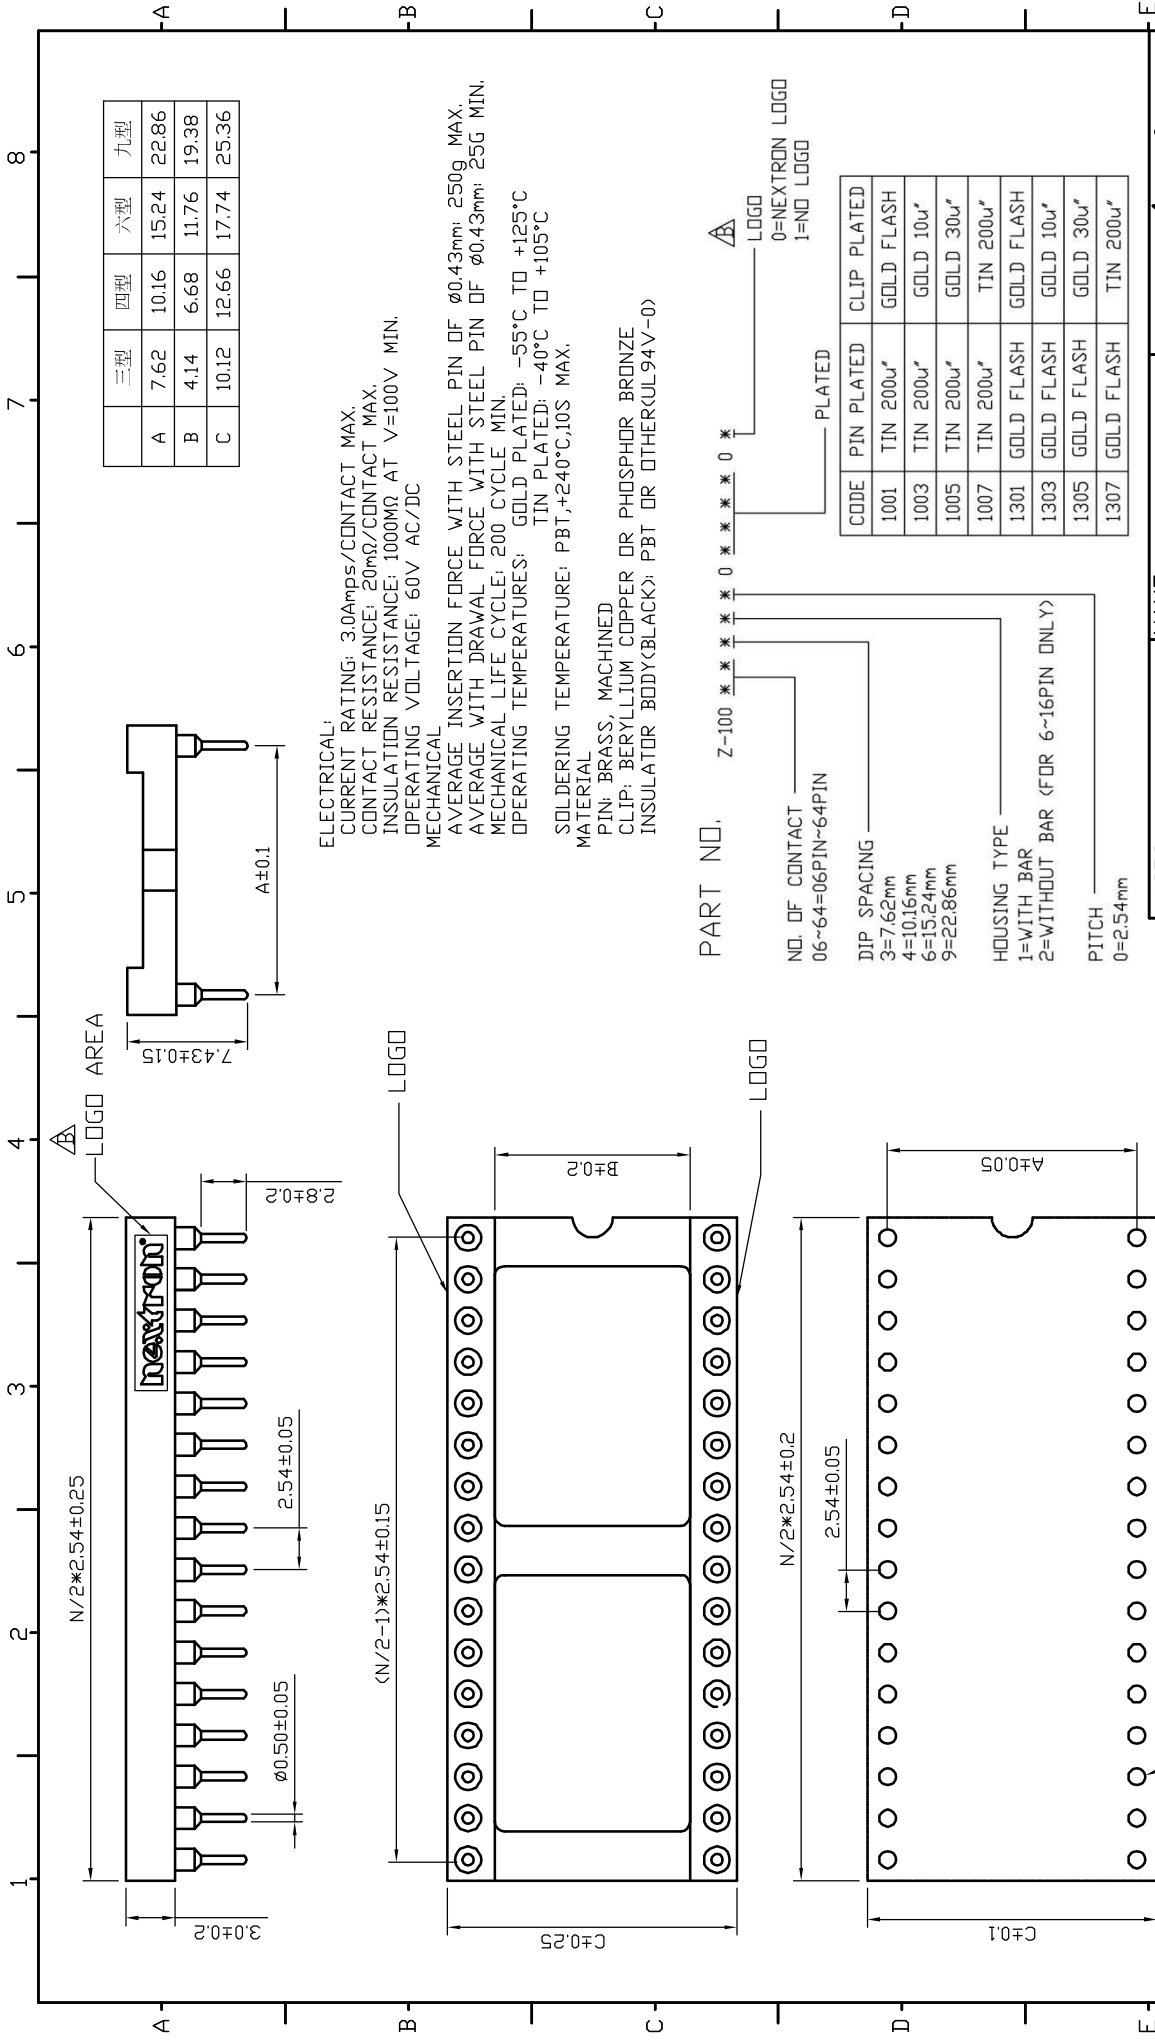 1 2 3 4 5 6 7 8
A
B
C
D
E
A
B
C
D
E
N/2*2.54±0.25
3.0±0.2
ø0.50±0.05
2.54±0.05
2.8±0.2
B
LOGO AREA
nextron
7.43±0.15
A±0.1
三型 四型 六型 九型
A 7.62 10.16 15.24 22.86
B 4.14 6.68 11.76 19.38
C 10.12 12.66 17.74 25.36
(N/2-1)*2.54±0.15
C±0.25
B±0.2
LOGO
LOGO
N/2*2.54±0.2
2.54±0.05
C±0.1
A±0.05
ELECTRICAL:
CURRENT RATING: 3.0Amps/CONTACT MAX.
CONTACT RESISTANCE: 20mΩ/CONTACT MAX.
INSULATION RESISTANCE: 1000MΩ AT V=100V MIN.
OPERATING VOLTAGE: 60V AC/DC
MECHANICAL
AVERAGE INSERTION FORCE WITH STEEL PIN OF ø0.43mm: 250g MAX.
AVERAGE WITH DRAWAL FORCE WITH STEEL PIN OF ø0.43mm: 25G MIN.
MECHANICAL LIFE CYCLE: 200 CYCLE MIN.
OPERATING TEMPERATURES: GOLD PLATED: -55°C TO +125°C
TIN PLATED: -40°C TO +105°C
SOLDERING TEMPERATURE: PBT,+240°C,10S MAX.
MATERIAL
PIN: BRASS, MACHINED
CLIP: BERYLLIUM COPPER OR PHOSPHOR BRONZE
INSULATOR BODY(BLACK): PBT OR OTHER(UL94V-0)
PART NO.
Z-100 * * * * * 0 * * * * 0 *
B
LOGO
0=NEXTRON LOGO
1=NO LOGO
PLATED
NO. OF CONTACT
06~64=06PIN~64PIN
DIP SPACING
3=7.62mm
4=10.16mm
6=15.24mm
9=22.86mm
HOUSING TYPE
1=WITH BAR
2=WITHOUT BAR (FOR 6~16PIN ONLY)
PITCH
0=2.54mm
CODE PIN PLATED CLIP PLATED
1001 TIN 200u" GOLD FLASH
1003 TIN 200u" GOLD 10u"
1005 TIN 200u" GOLD 30u"
1007 TIN 200u" TIN 200u"
1301 GOLD FLASH GOLD FLASH
1303 GOLD FLASH GOLD 10u"
1305 GOLD FLASH GOLD 30u"
1307 GOLD FLASH TIN 200u"